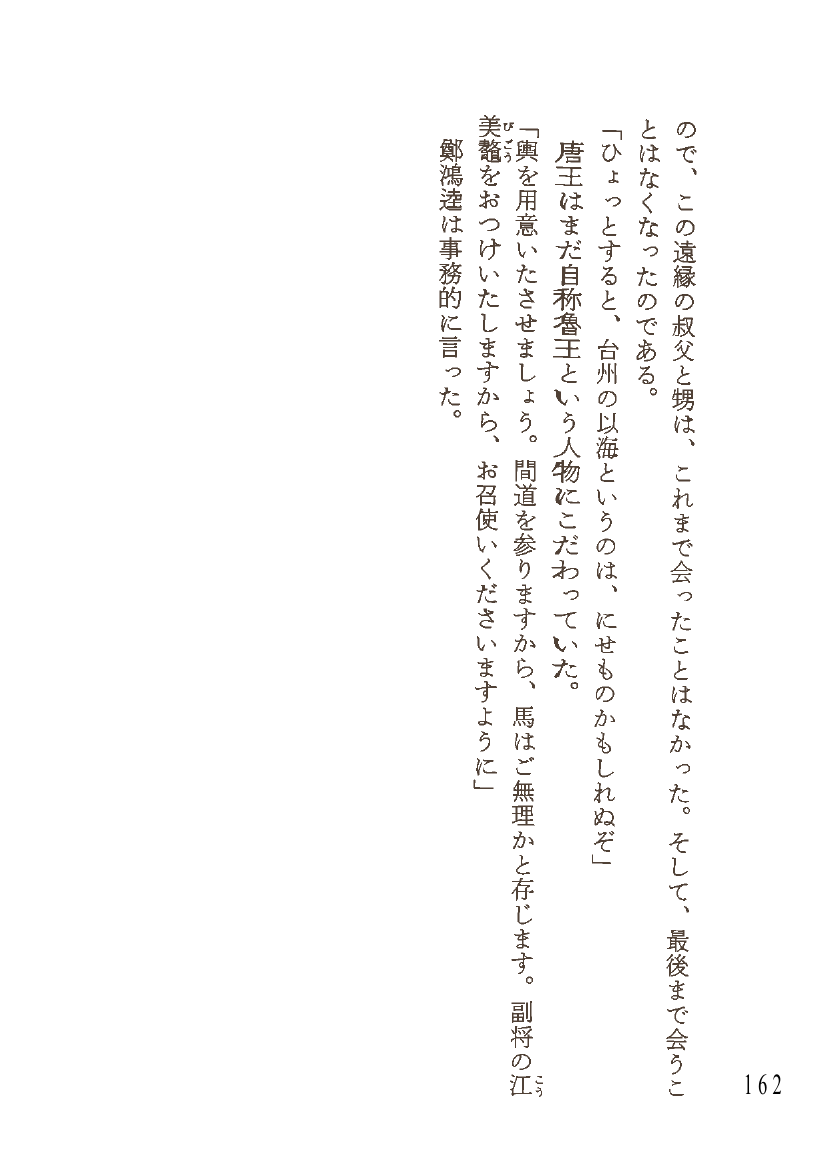 ので、この遠縁の叔父と甥は、これまで会ったことはなかった。そして、最後まで会うこ
とはなくなったのである。
「ひょっとすると、台州の以海というのは、にせものかもしれぬぞ」
唐王はまだ自称魯王という人物にこだわっていた。
「輿を用意いたさせましょう。間道を参りますから、馬はご無理かと存じます。副将の江
美鼇をおつけいたしますから、お召使いくださいますように」
鄭鴻逵は事務的に言った。
こう
びごう
162